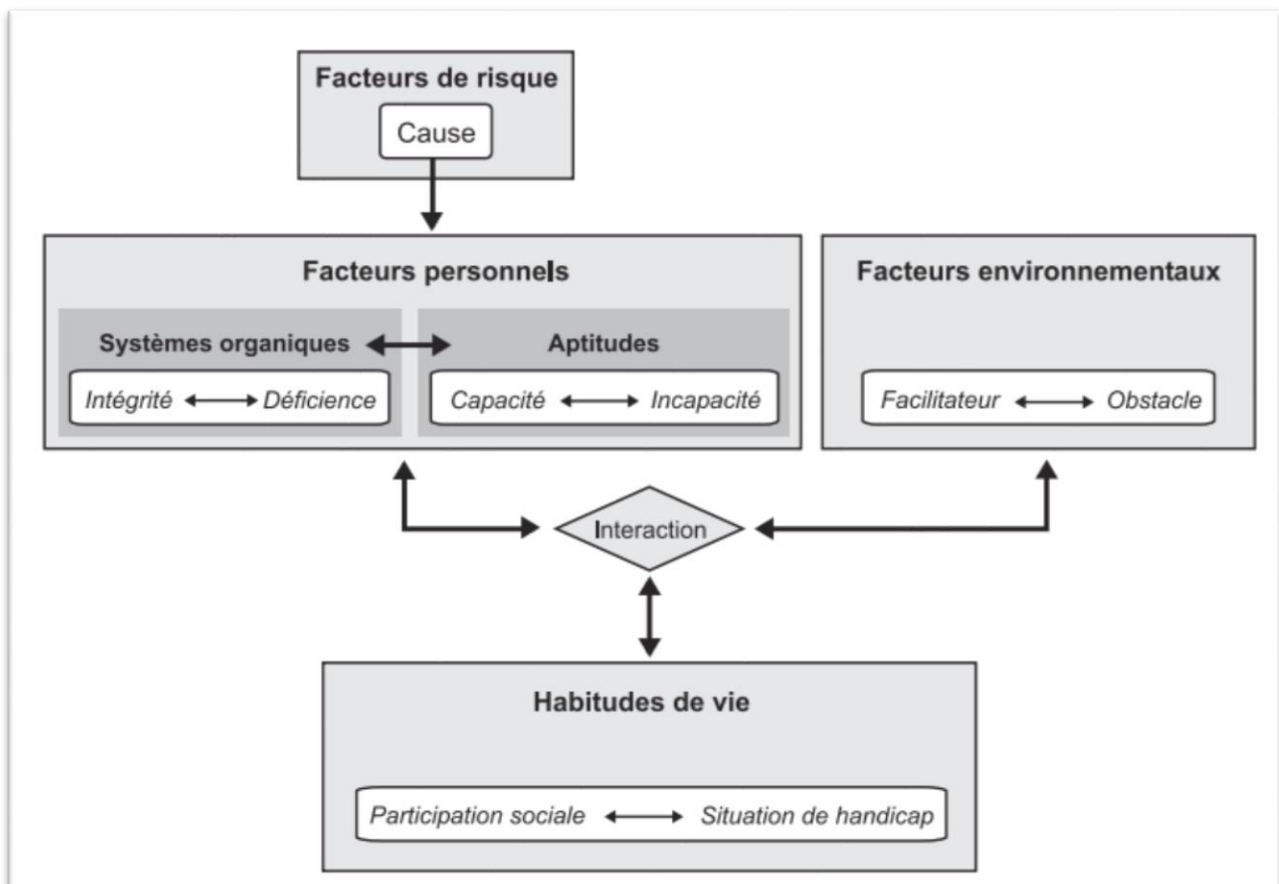 Facteurs de risque
Cause
Facteurs personnels
Systèmes organiques
Aptitudes
Intégrité
Déficience
Capacité
Incapacité
Facteurs environnementaux
Facilitateur
Obstacle
Interaction
Habitudes de vie
Participation sociale
Situation de handicap